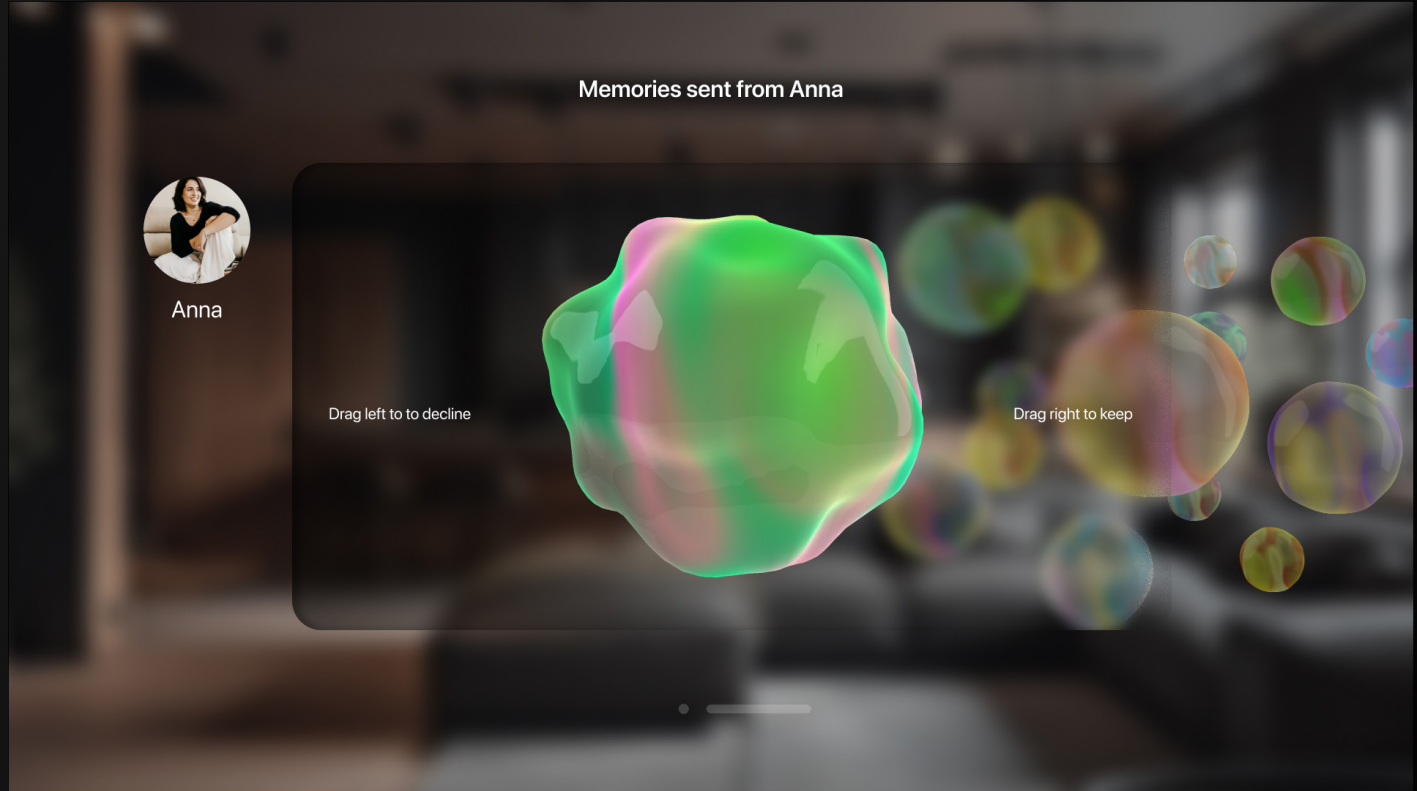 Memories sent from Anna
Anna
Drag left to to decline
Drag right to keep